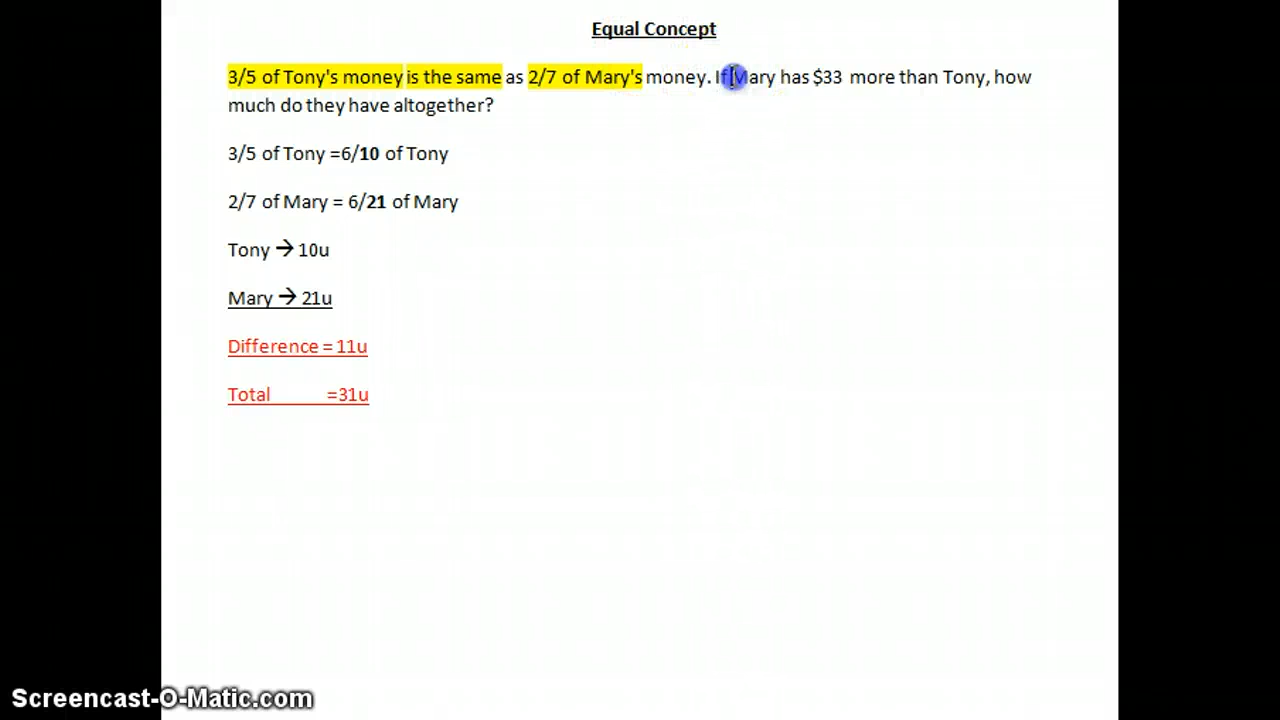 Equal Concept
3/5 of Tony's money is the same as 2/7 of Mary's money. If Mary has $33 more than Tony, how
much do they have altogether?
3/5 of Tony =6/10 of Tony
2/7 of Mary = 6/21 of Mary
Tony → 10u
Mary → 21u
Difference = 11u
Total =31u
Screencast-O-Matic.com